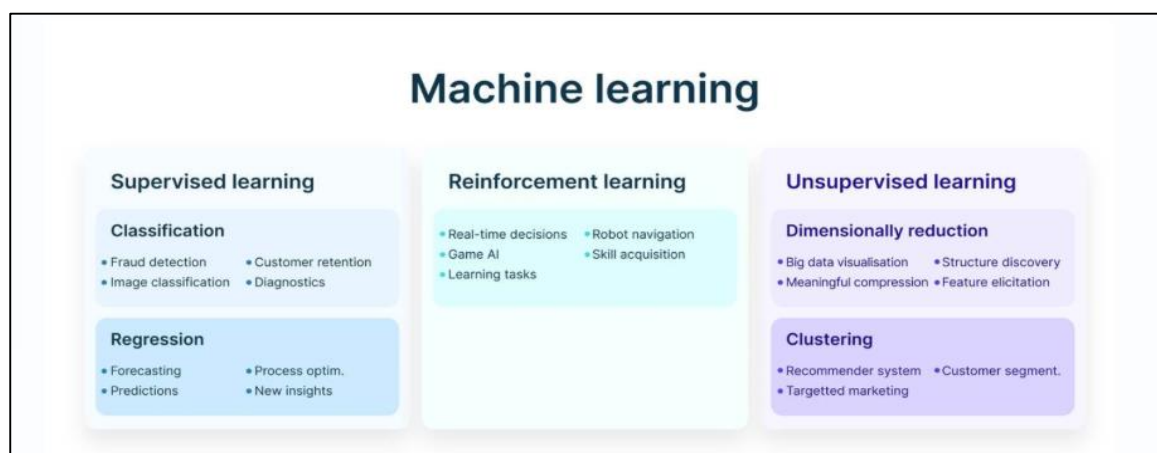 Machine learning
Supervised learning
Classification
Fraud detection
Customer retention
Image classification
Diagnostics
Regression
Forecasting
Process optim.
Predictions
New insights
Reinforcement learning
Real-time decisions
Robot navigation
Game AI
Skill acquisition
Learning tasks
Unsupervised learning
Dimensionally reduction
Big data visualisation
Structure discovery
Meaningful compression
Feature elicitation
Clustering
Recommender system
Customer segment.
Targetted marketing